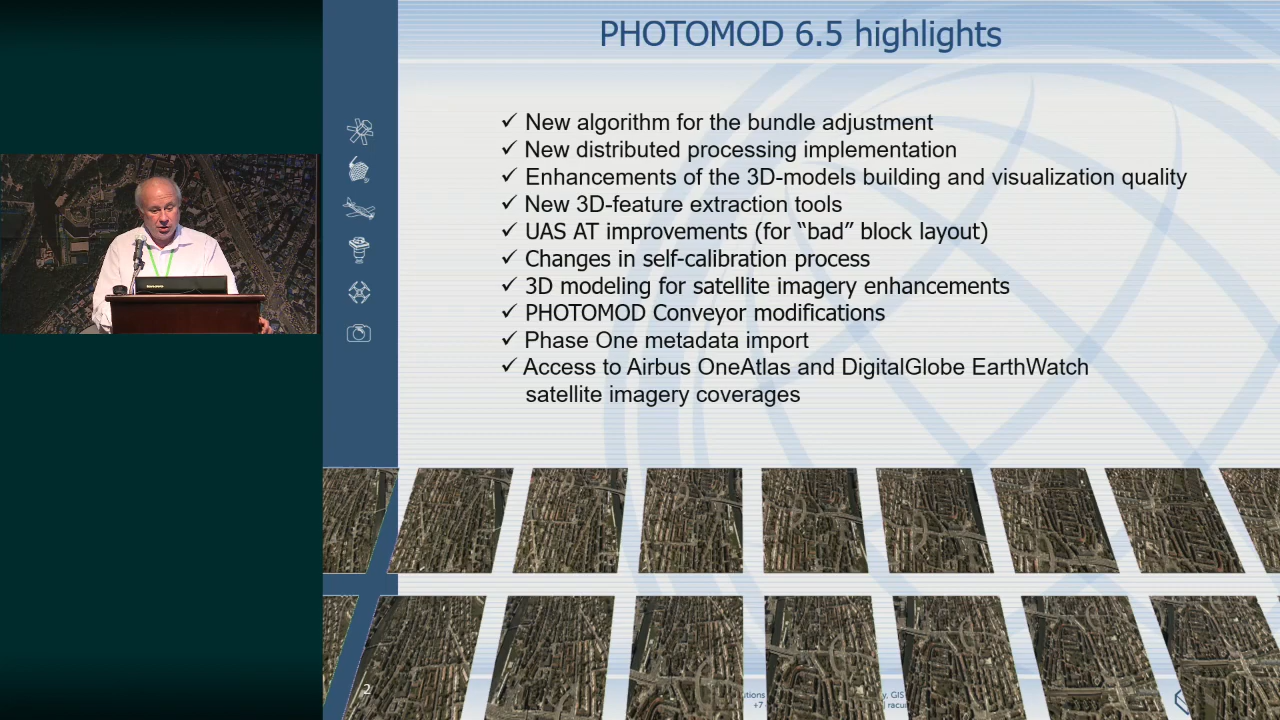 PHOTOMOD 6.5 highlights
✓ New algorithm for the bundle adjustment
✓ New distributed processing implementation
✓ Enhancements of the 3D-models building and visualization quality
✓ New 3D-feature extraction tools
✓ UAS AT improvements (for “bad” block layout)
✓ Changes in self-calibration process
✓ 3D modeling for satellite imagery enhancements
✓ PHOTOMOD Conveyor modifications
✓ Phase One metadata import
✓ Access to Airbus OneAtlas and DigitalGlobe EarthWatch
satellite imagery coverages
2
GIS
+7